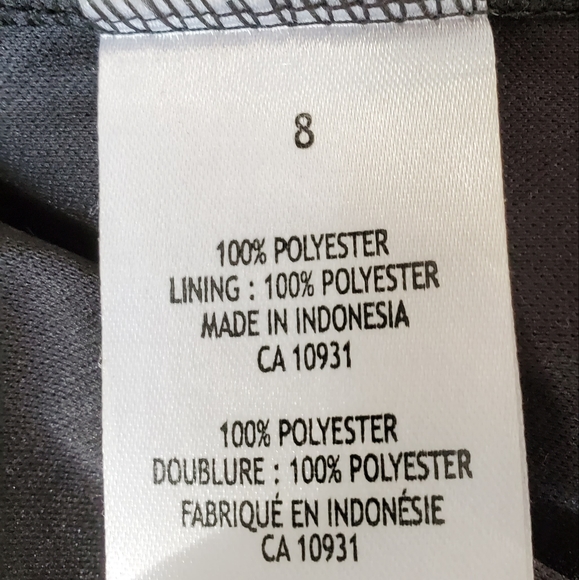 8
100% POLYESTER
LINING : 100% POLYESTER
MADE IN INDONESIA
CA 10931
100% POLYESTER
DOUBLURE : 100% POLYESTER
FABRIQUÉ EN INDONÉSIE
CA 10931